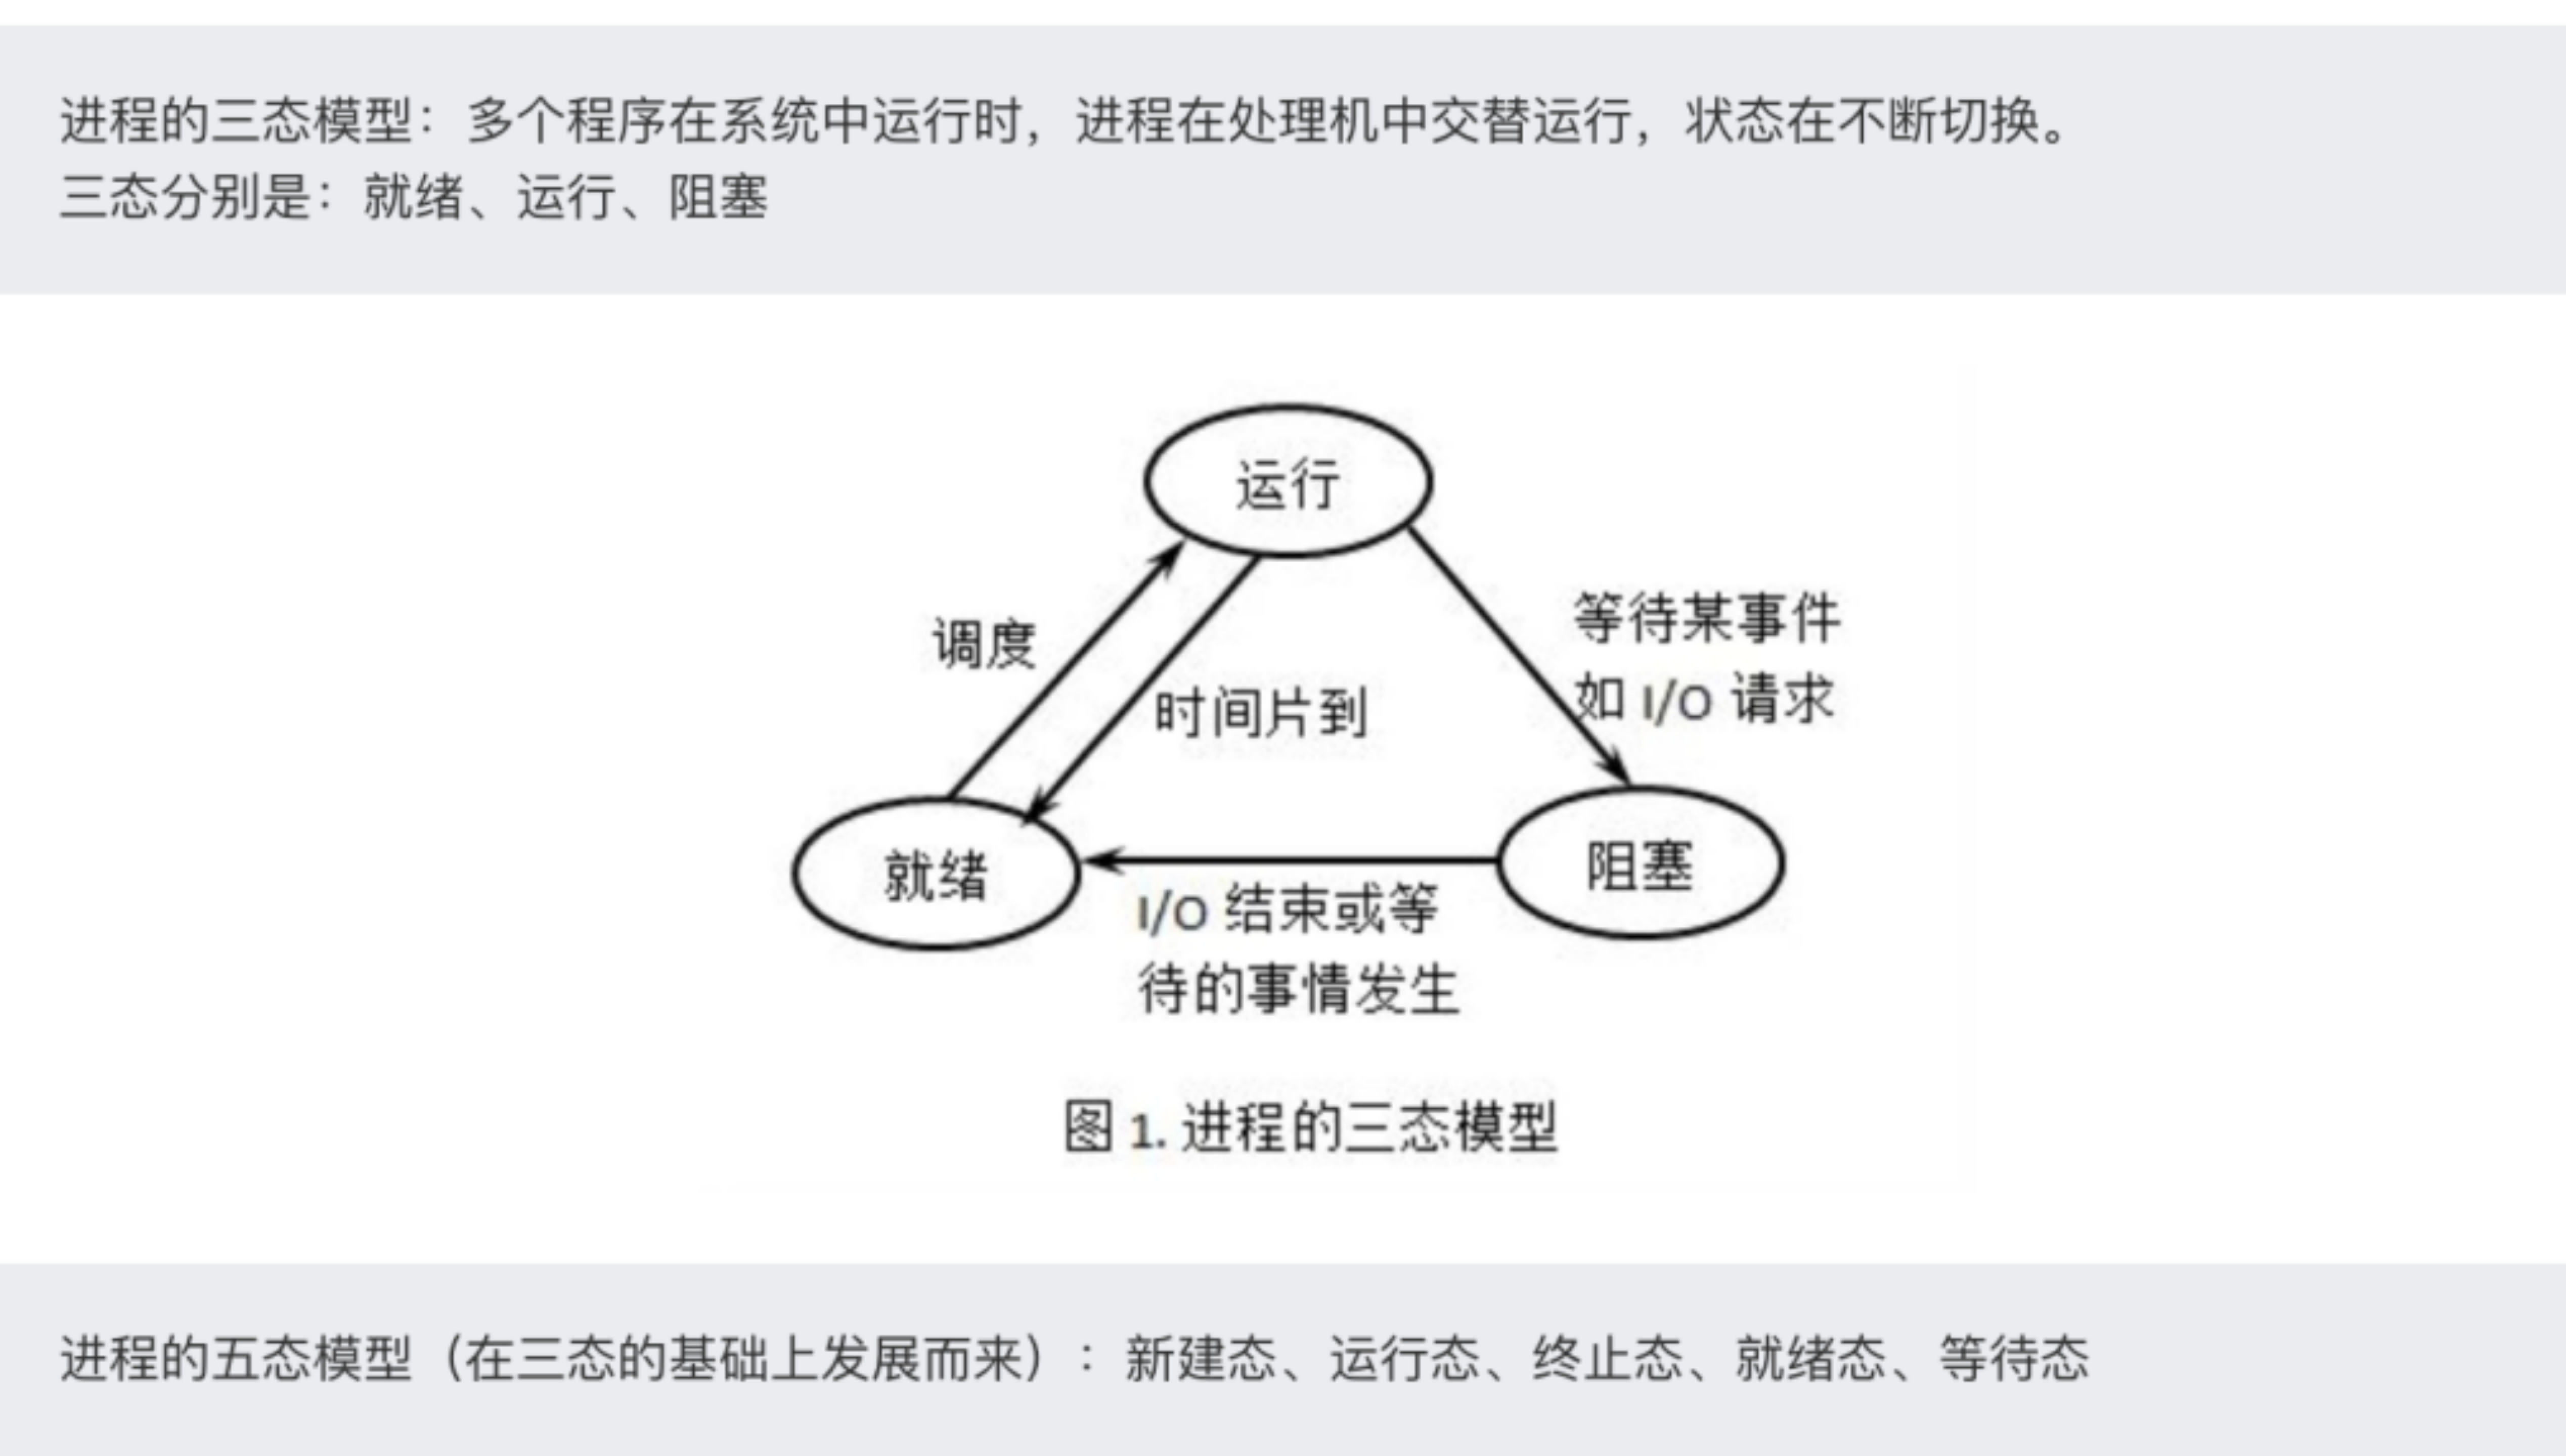 进程的三态模型：多个程序在系统中运行时，进程在处理机中交替运行，状态在不断切换。
三态分别是：就绪、运行、阻塞
运行
调度
等待某事件
如 I/O 请求
时间片到
就绪
阻塞
I/O 结束或等
待的事情发生
图 1. 进程的三态模型
进程的五态模型（在三态的基础上发展而来）：新建态、运行态、终止态、就绪态、等待态